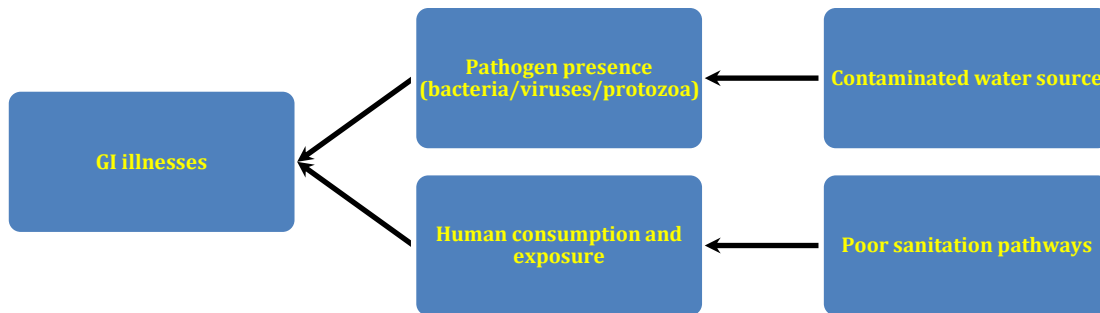 GI illnesses
Pathogen presence
(bacteria/viruses/protozoa)
Contaminated water source
Human consumption and
exposure
Poor sanitation pathways